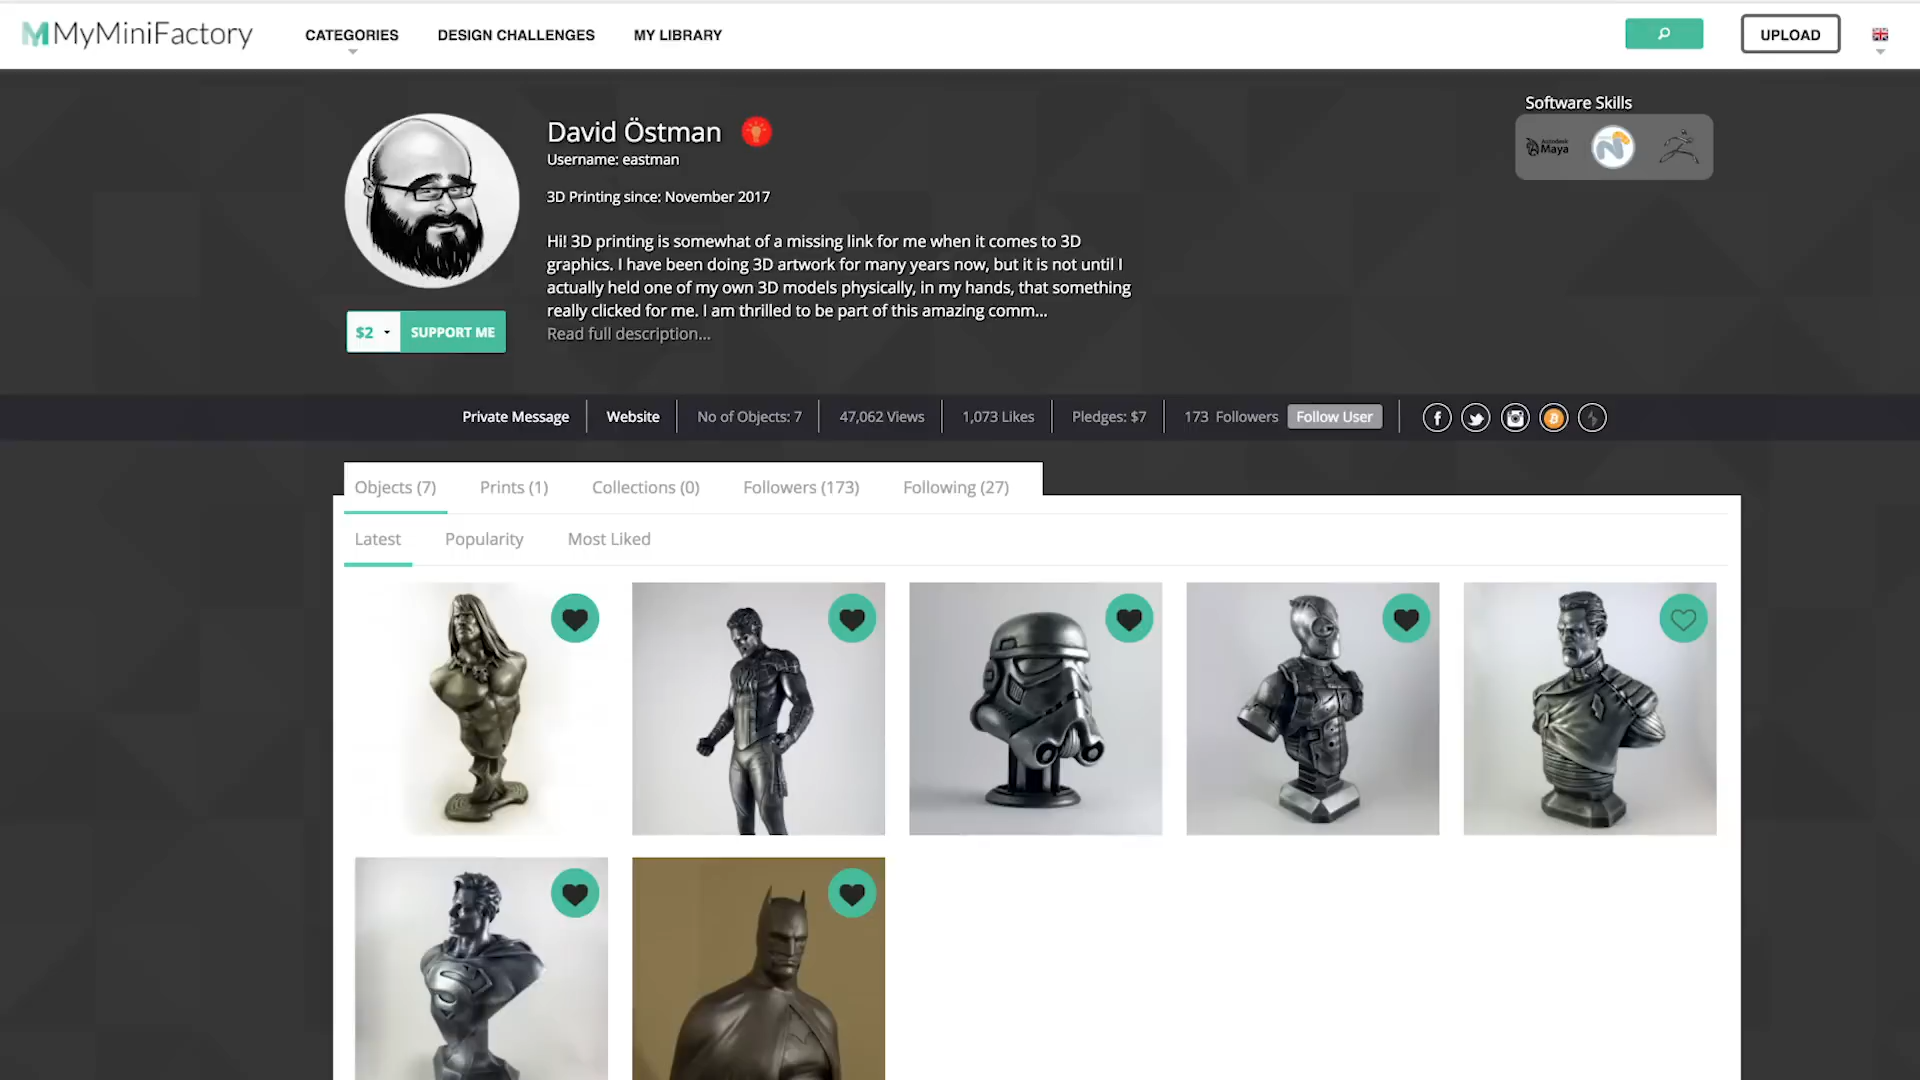 MyMiniFactory
CATEGORIES
DESIGN CHALLENGES
MY LIBRARY
UPLOAD
David Östman
Username: eastman
3D Printing since: November 2017
Hi! 3D printing is somewhat of a missing link for me when it comes to 3D
graphics. I have been doing 3D artwork for many years now, but it is not until I
actually held one of my own 3D models physically, in my hands, that something
really clicked for me. I am thrilled to be part of this amazing comm...
Read full description...
$2
SUPPORT ME
Software Skills
Autodesk
Maya
Private Message
Website
No of Objects: 7
47,062 Views
1,073 Likes
Pledges: $7
173 Followers
Follow User
Objects (7)
Prints (1)
Collections (0)
Followers (173)
Following (27)
Latest
Popularity
Most Liked